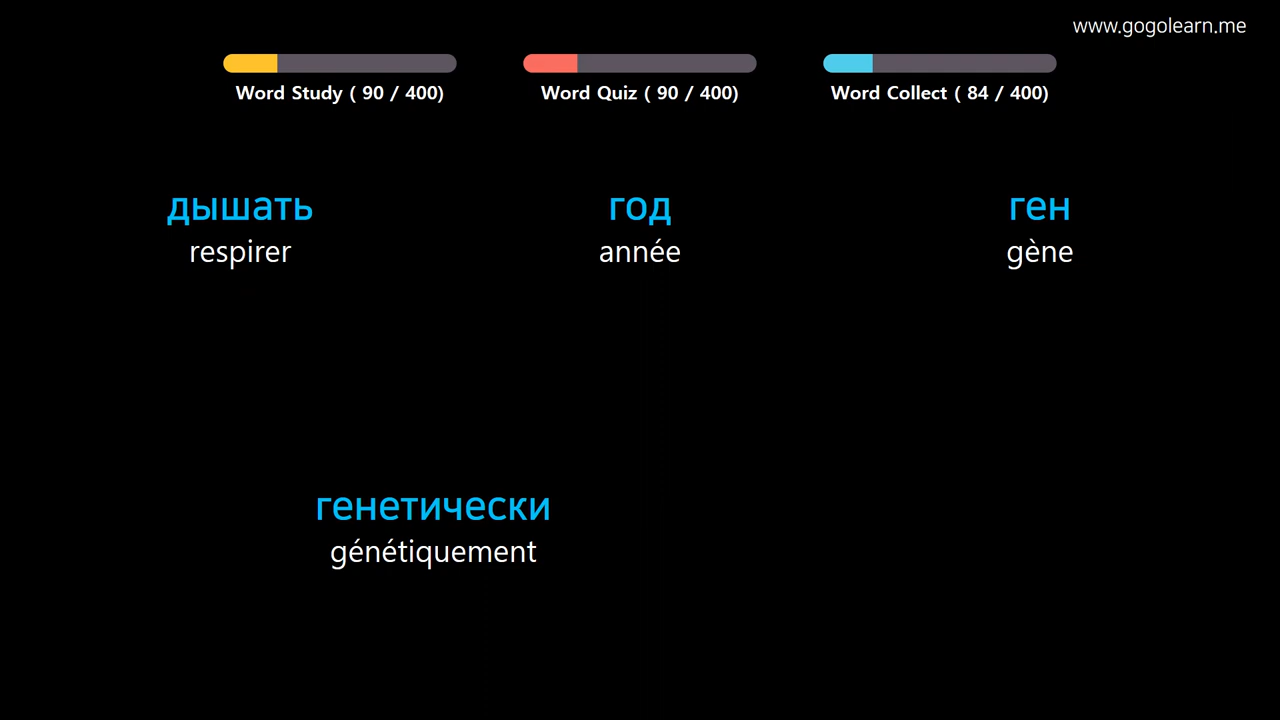 www.gogolearn.me
Word Study ( 90 / 400)
Word Quiz ( 90 / 400)
Word Collect ( 84 / 400)
дышать
respirer
год
année
ген
gène
генетически
génétiquement